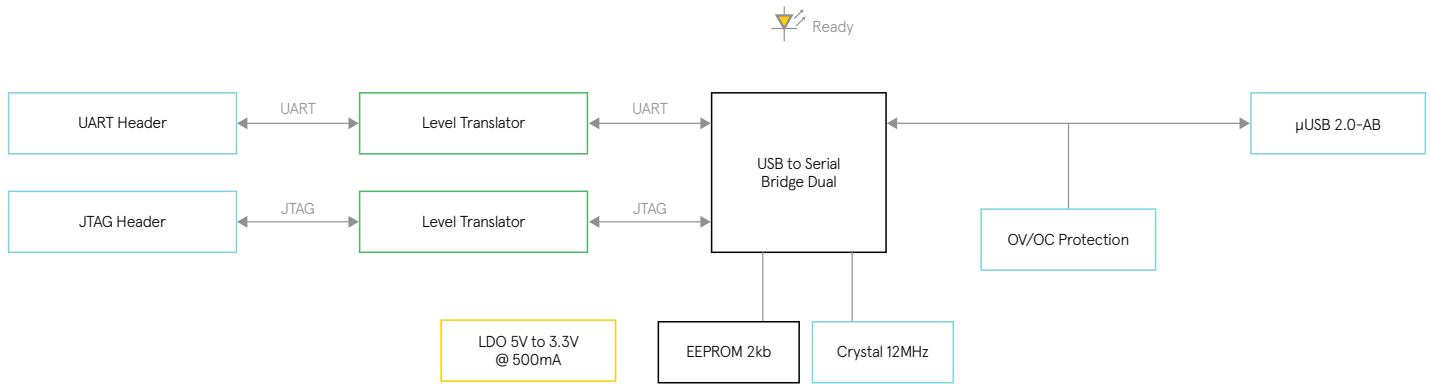 Ready
UART Header
UART
Level Translator
UART
USB to Serial
Bridge Dual
µUSB 2.0-AB
JTAG Header
JTAG
Level Translator
JTAG
OV/OC Protection
LDO 5V to 3.3V
@ 500mA
EEPROM 2kb
Crystal 12MHz